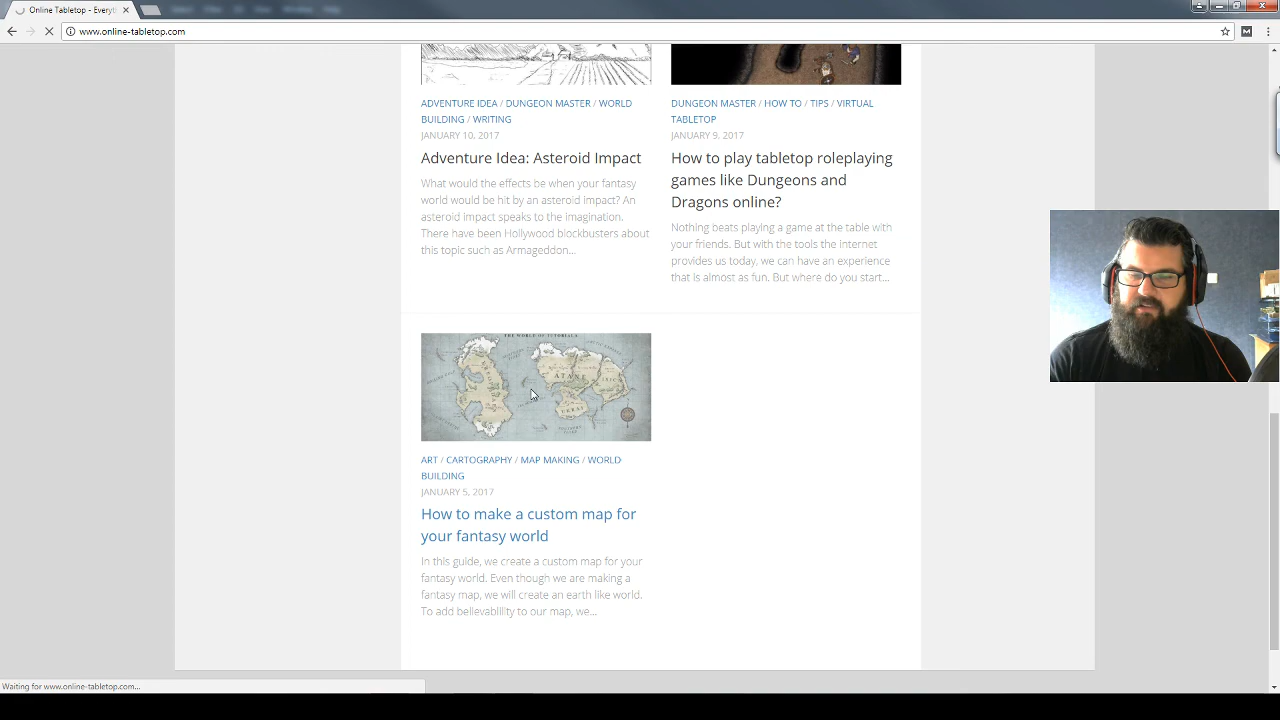 Online Tabletop - Everyt
www.online-tabletop.com
ADVENTURE IDEA / DUNGEON MASTER / WORLD
BUILDING / WRITING
JANUARY 10, 2017
Adventure Idea: Asteroid Impact
What would the effects be when your fantasy
world would be hit by an asteroid impact? An
asteroid impact speaks to the imagination.
There have been Hollywood blockbusters about
this topic such as Armageddon...
DUNGEON MASTER / HOW TO / TIPS / VIRTUAL
TABLETOP
JANUARY 9, 2017
How to play tabletop roleplaying
games like Dungeons and
Dragons online?
Nothing beats playing a game at the table with
your friends. But with the tools the internet
provides us today, we can have an experience
that is almost as fun. But where do you start...
THE WORLD OF TUTORIALS
ATANE
ART / CARTOGRAPHY / MAP MAKING / WORLD
BUILDING
JANUARY 5, 2017
How to make a custom map for
your fantasy world
In this guide, we create a custom map for your
fantasy world. Even though we are making a
fantasy map, we will create an earth like world.
To add believability to our map, we...
Waiting for www.online-tabletop.com...